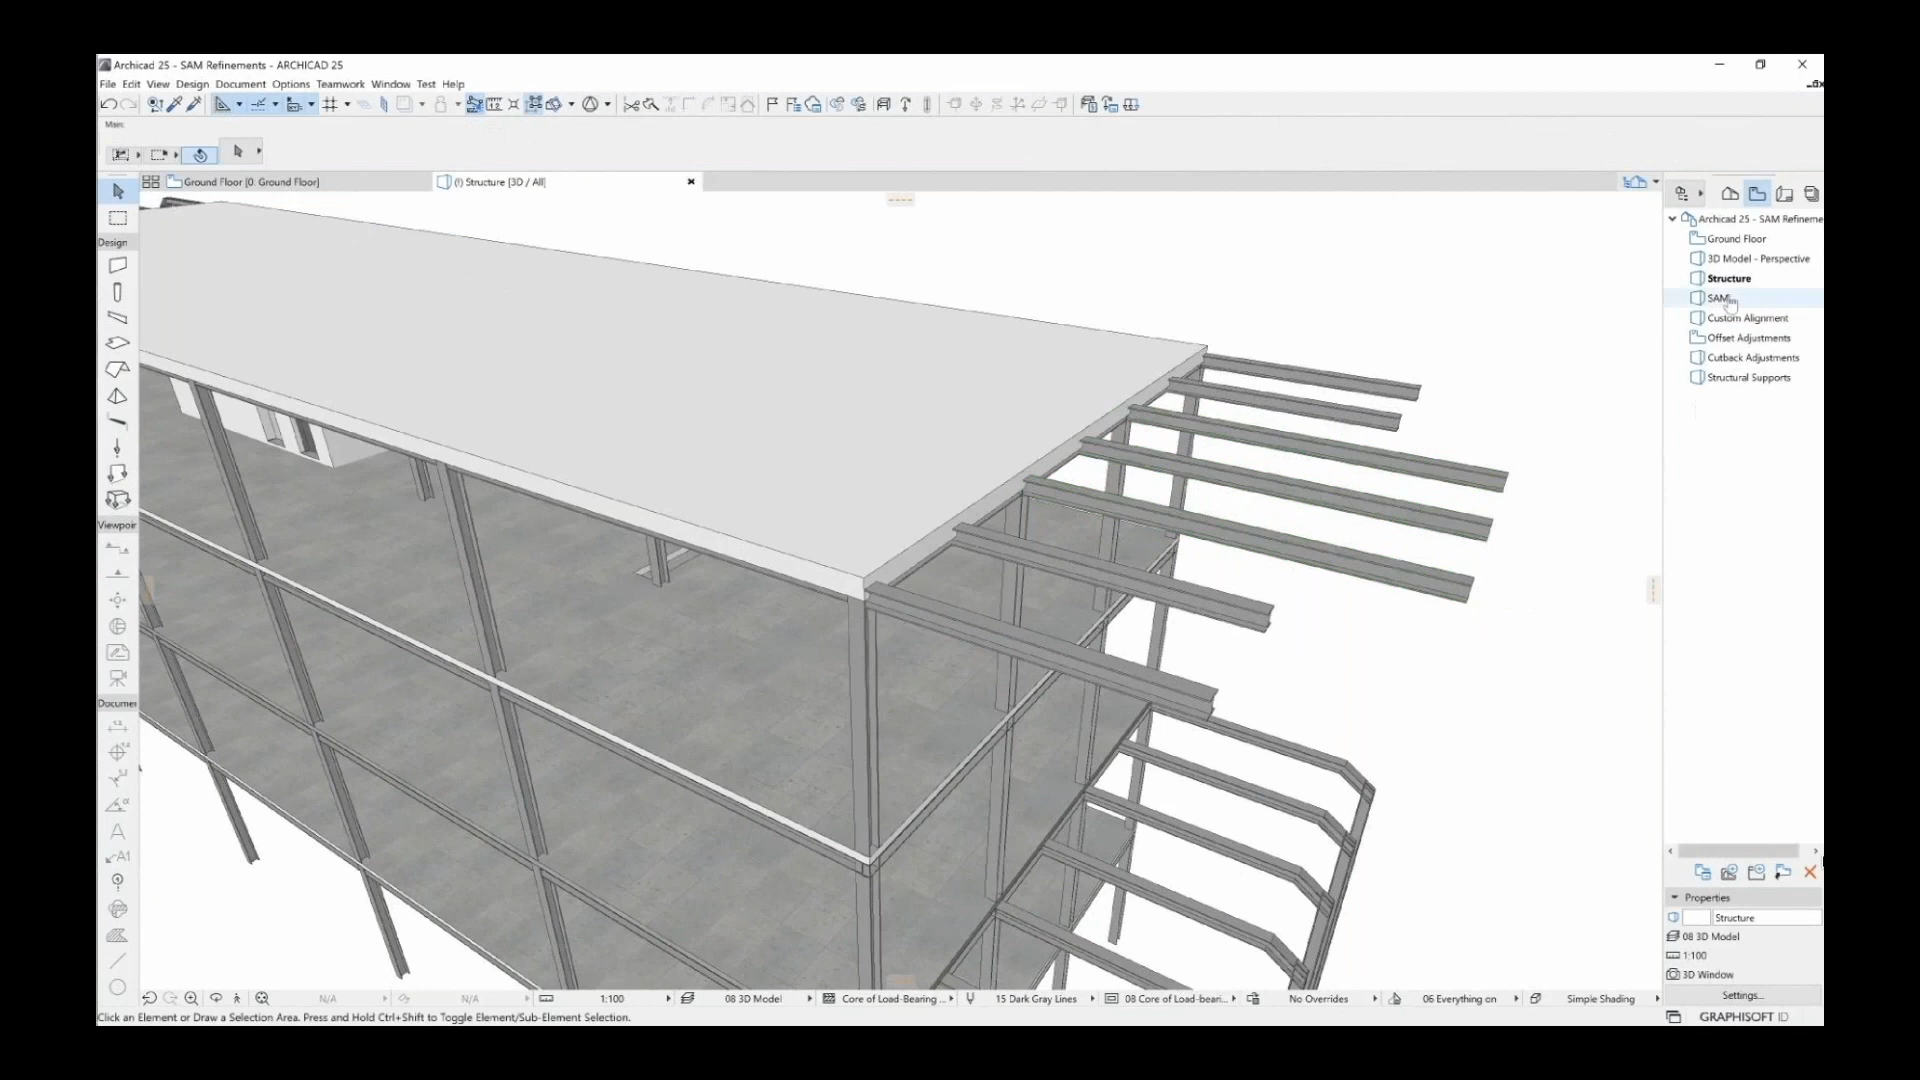 Archicad 25 - SAM Refinements - ARCHICAD 25
File Edit View Design Document Options Teamwork Window Test Help
Main:
Ground Floor [0. Ground Floor]
(!) Structure [3D / All]
Design
Viewpoir
Documer
A
A1
Archicad 25 - SAM Refineme
Ground Floor
3D Model - Perspective
Structure
SAM
Custom Alignment
Offset Adjustments
Cutback Adjustments
Structural Supports
Properties
Structure
08 3D Model
1:100
3D Window
Settings...
GRAPHISOFT ID
N/A
N/A
1:100
08 3D Model
Core of Load-Bearing ...
15 Dark Gray Lines
08 Core of Load-beari...
No Overrides
06 Everything on
Simple Shading
Click an Element or Draw a Selection Area. Press and Hold Ctrl+Shift to Toggle Element/Sub-Element Selection.